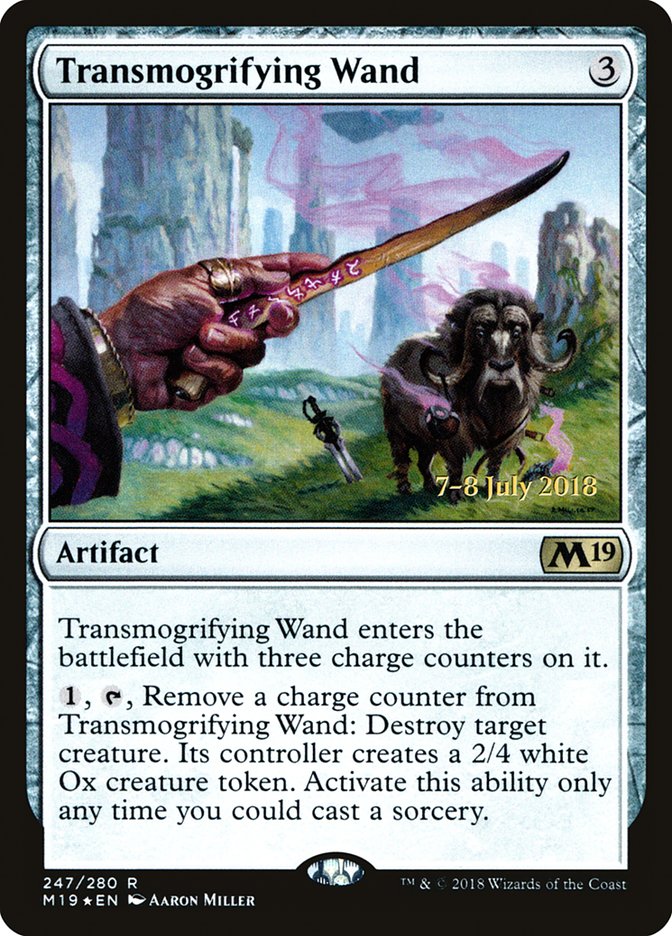 Transmogrifying Wand 3
7–8 July 2018
Artifact M19
Transmogrifying Wand enters the
battlefield with three charge counters on it.
1, , Remove a charge counter from
Transmogrifying Wand: Destroy target
creature. Its controller creates a 2/4 white
Ox creature token. Activate this ability only
any time you could cast a sorcery.
247/280 R
M19★EN Aaron Miller
™ & © 2018 Wizards of the Coast